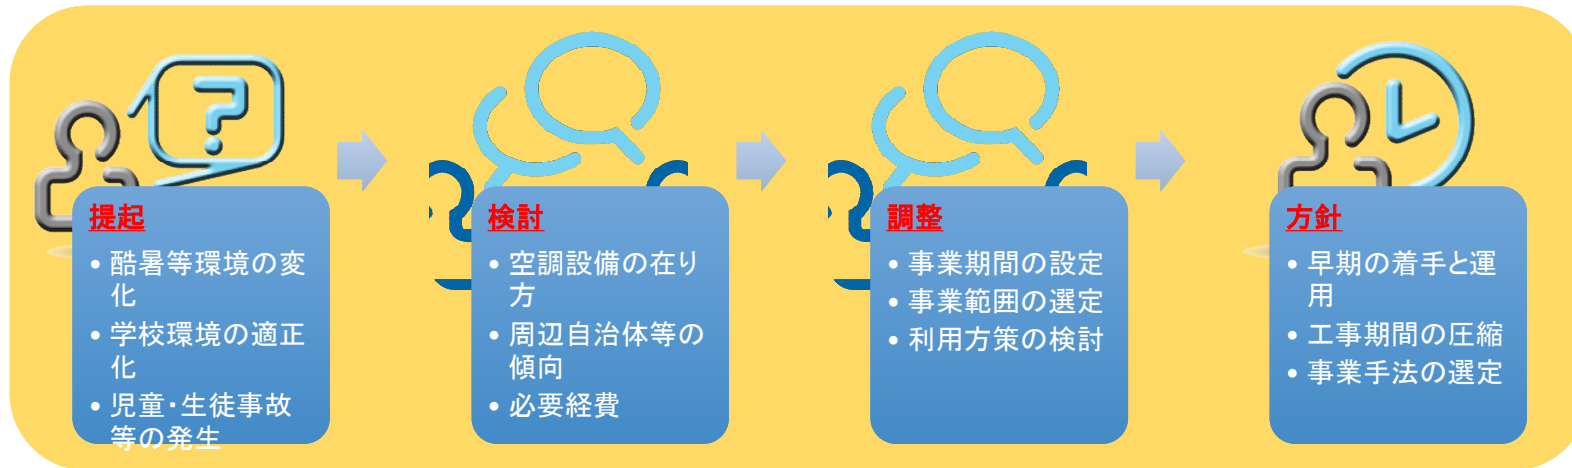 提起
• 酷暑等環境の変
化
• 学校環境の適正
化
• 児童・生徒事故
等の発生
検討
• 空調設備の在り
方
• 周辺自治体等の
傾向
• 必要経費
調整
• 事業期間の設定
• 事業範囲の選定
• 利用方策の検討
方針
• 早期の着手と運
用
• 工事期間の圧縮
• 事業手法の選定